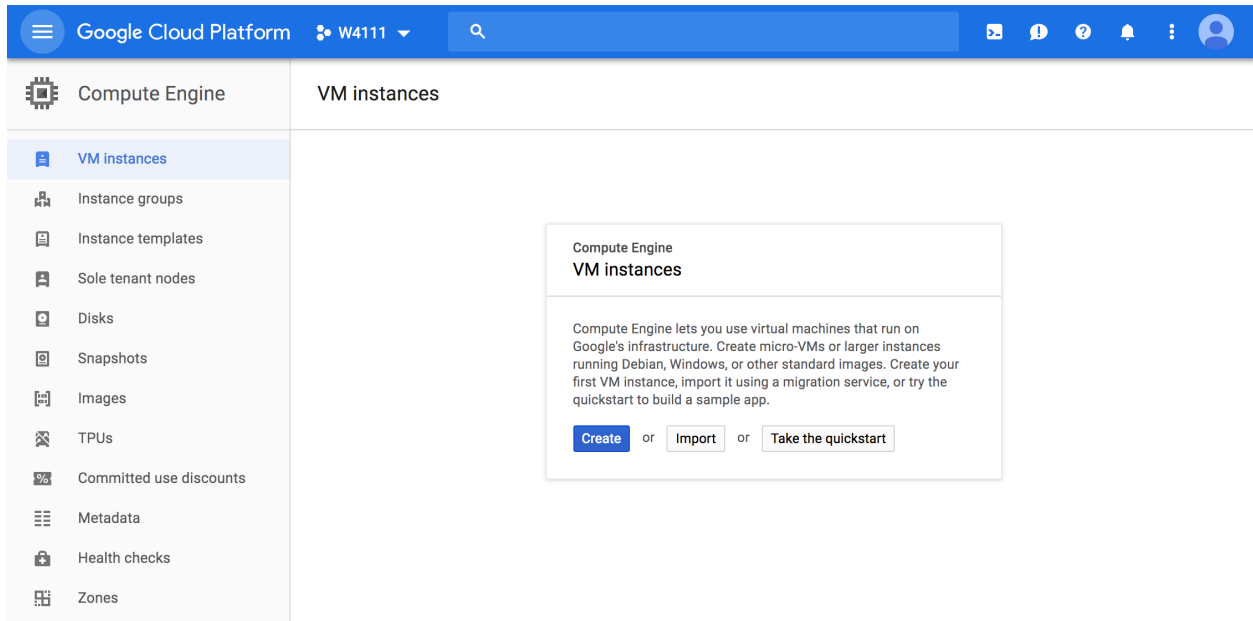 Google Cloud Platform
W4111
Compute Engine
VM instances
VM instances
Instance groups
Instance templates
Sole tenant nodes
Disks
Snapshots
Images
TPUs
Committed use discounts
Metadata
Health checks
Zones
Compute Engine
VM instances
Compute Engine lets you use virtual machines that run on
Google's infrastructure. Create micro-VMs or larger instances
running Debian, Windows, or other standard images. Create your
first VM instance, import it using a migration service, or try the
quickstart to build a sample app.
Create or Import or Take the quickstart